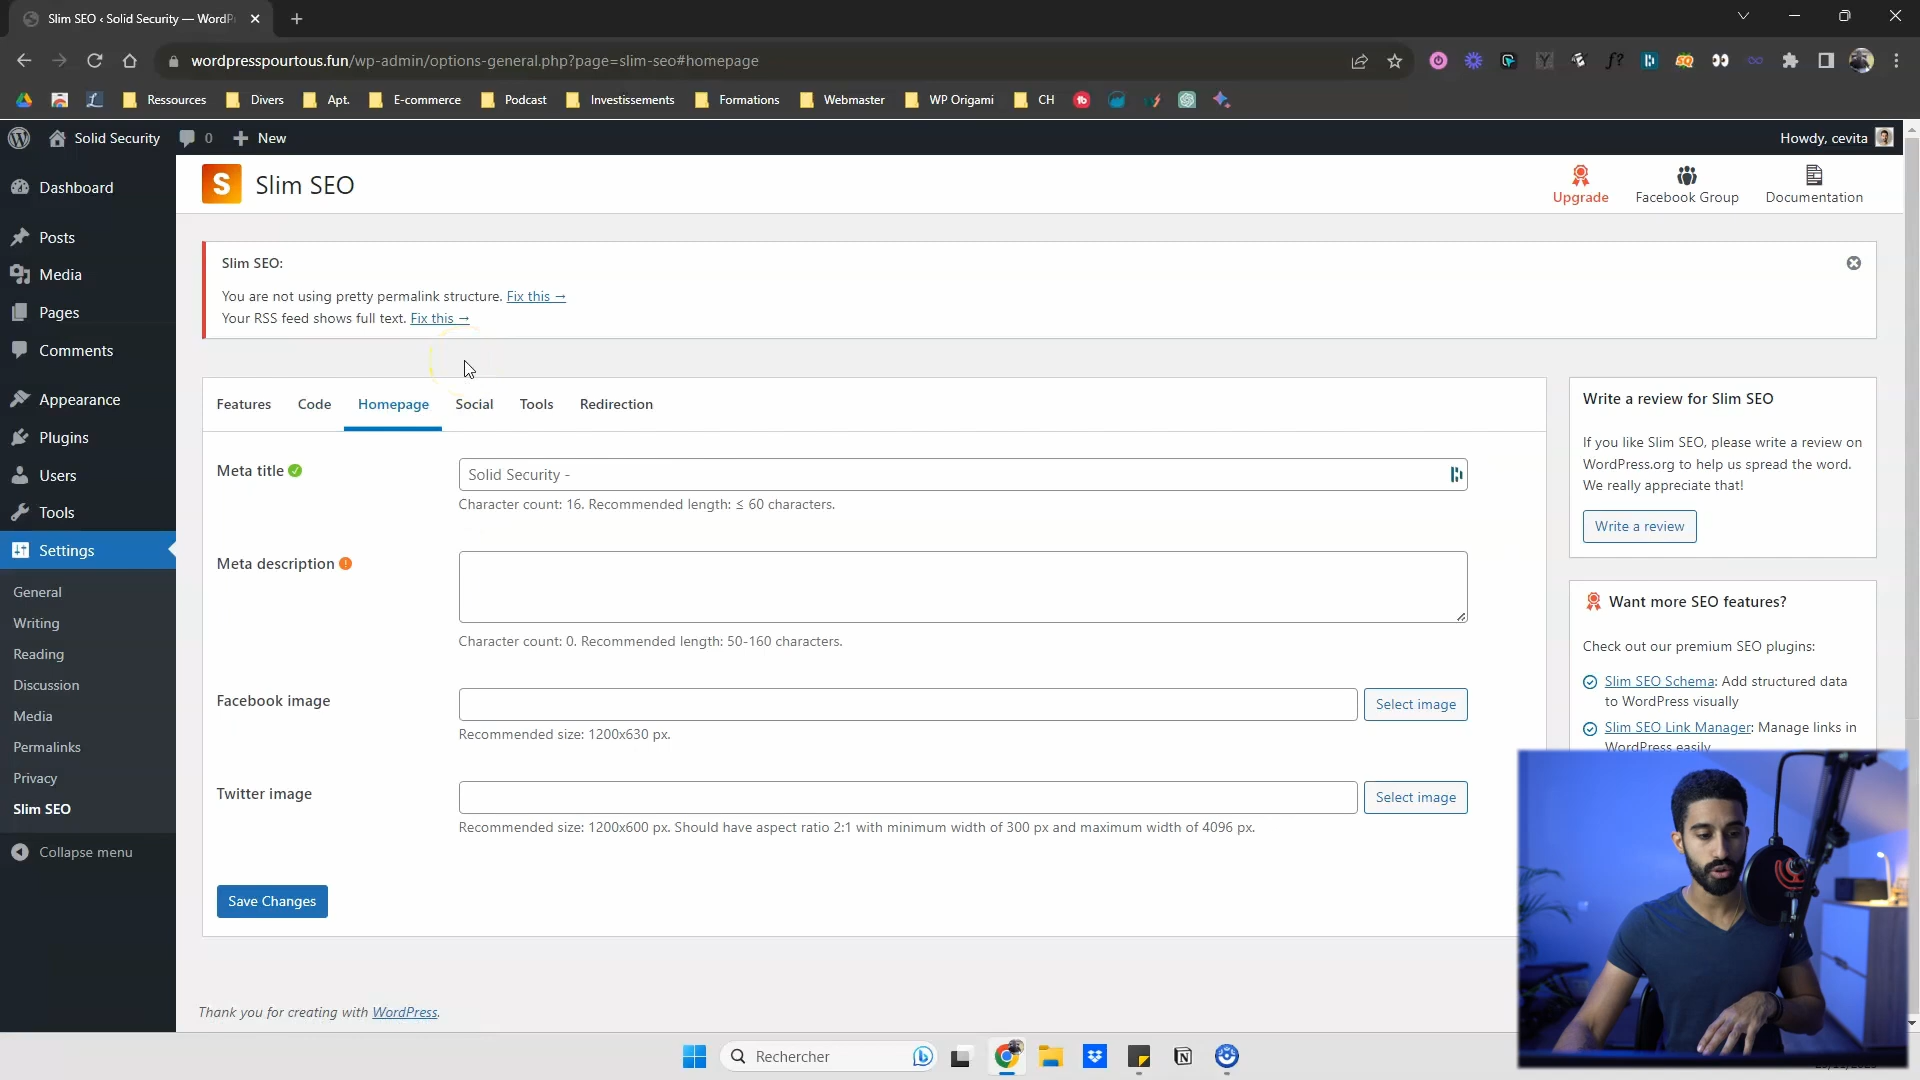 Slim SEO ‹ Solid Security — WordP
wordpresspourtous.fun/wp-admin/options-general.php?page=slim-seo#homepage
Ressources
Divers
Apt.
E-commerce
Podcast
Investissements
Formations
Webmaster
WP Origami
CH
Solid Security
0
New
Howdy, cevita
Dashboard
Posts
Media
Pages
Comments
Appearance
Plugins
Users
Tools
Settings
General
Writing
Reading
Discussion
Media
Permalinks
Privacy
Slim SEO
Collapse menu
S
Slim SEO
Upgrade
Facebook Group
Documentation
Slim SEO:
You are not using pretty permalink structure. Fix this →
Your RSS feed shows full text. Fix this →
Features
Code
Homepage
Social
Tools
Redirection
Meta title
Solid Security -
Character count: 16. Recommended length: ≤ 60 characters.
Meta description
Character count: 0. Recommended length: 50-160 characters.
Facebook image
Select image
Recommended size: 1200x630 px.
Twitter image
Select image
Recommended size: 1200x600 px. Should have aspect ratio 2:1 with minimum width of 300 px and maximum width of 4096 px.
Save Changes
Write a review for Slim SEO
If you like Slim SEO, please write a review on
WordPress.org to help us spread the word.
We really appreciate that!
Write a review
Want more SEO features?
Check out our premium SEO plugins:
Slim SEO Schema: Add structured data
to WordPress visually
Slim SEO Link Manager: Manage links in
WordPress easily
Thank you for creating with WordPress.
Rechercher